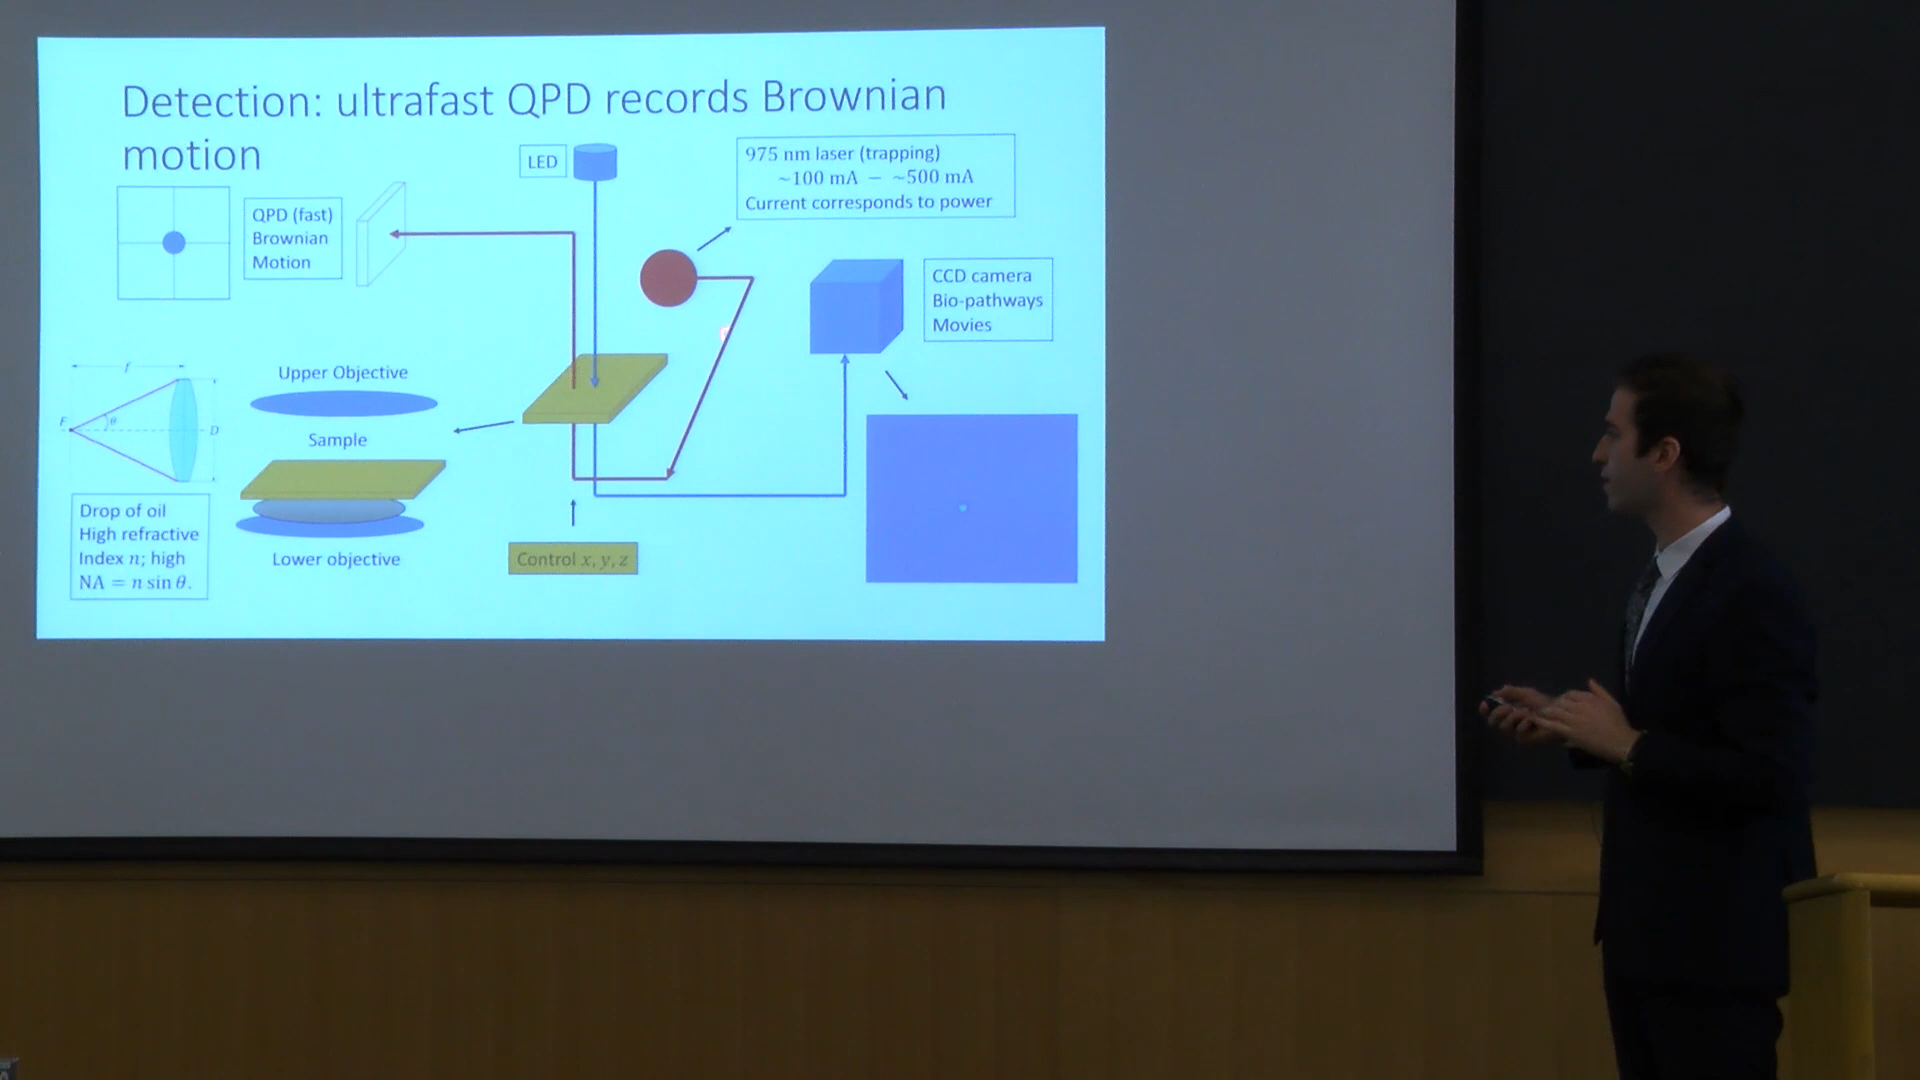 Detection: ultrafast QPD records Brownian
motion
LED
975 nm laser (trapping)
~100 mA − ~500 mA
Current corresponds to power
QPD (fast)
Brownian
Motion
CCD camera
Bio-pathways
Movies
f
F
θ
D
Upper Objective
Sample
Lower objective
Drop of oil
High refractive
Index n; high
NA = n sin θ.
Control x, y, z